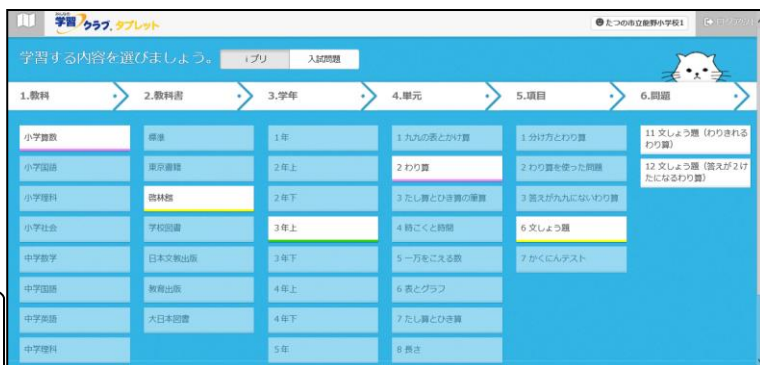 学習クラブ タブレット
たつの市立龍野小学校1
ログアウト
学習する内容を選びましょう。
iプリ
入試問題
1.教科
2.教科書
3.学年
4.単元
5.項目
6.問題
小学算数
小学国語
小学理科
小学社会
中学数学
中学国語
中学英語
中学理科
標準
東京書籍
啓林館
学校図書
日本文教出版
教育出版
大日本図書
1年
2年上
2年下
3年上
3年下
4年上
4年下
5年
1 九九の表とかけ算
2 わり算
3 たし算とひき算の筆算
4 時こくと時間
5 一万をこえる数
6 表とグラフ
7 たし算とひき算
8 長さ
1 分け方とわり算
2 わり算を使った問題
3 答えが九九にないわり算
6 文しょう題
7 かくにんテスト
11 文しょう題（わりきれる
わり算）
12 文しょう題（答えが2け
たになるわり算）